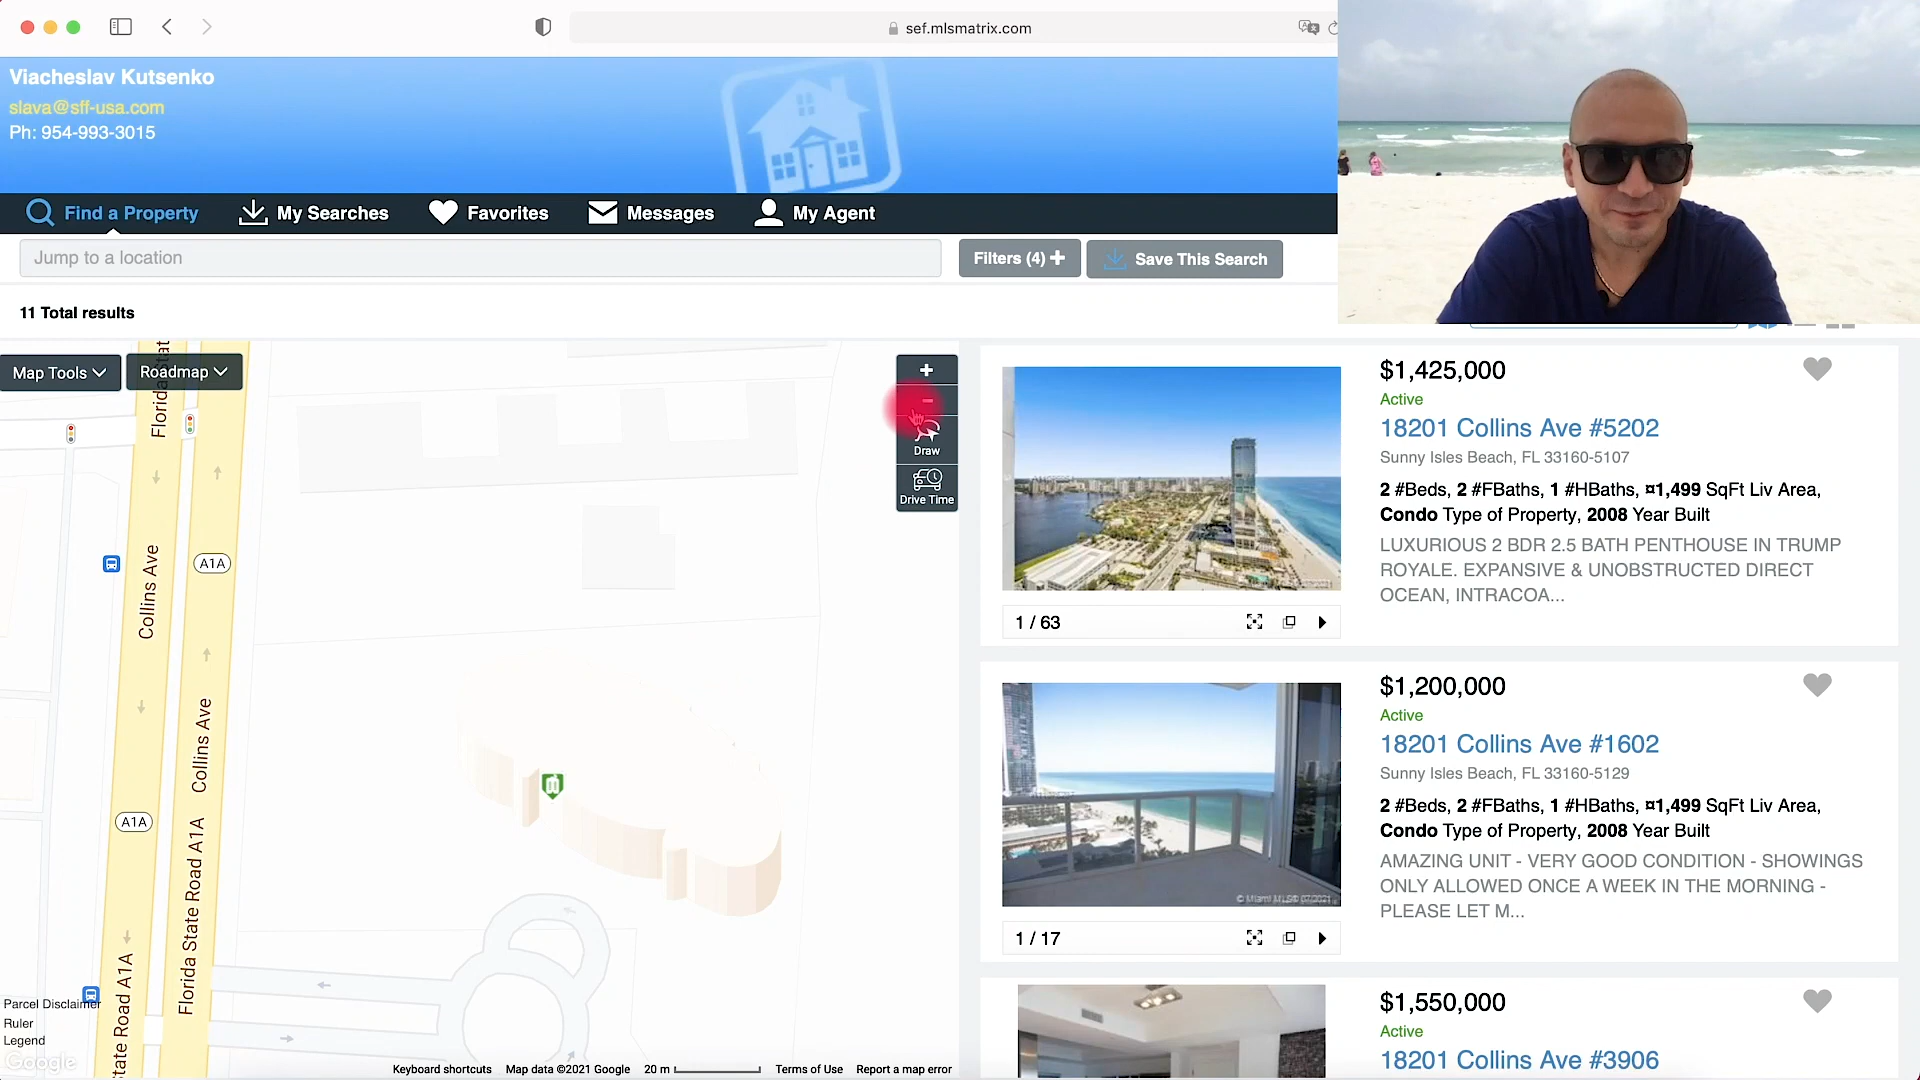 sef.mlsmatrix.com
Viacheslav Kutsenko
slava@sff-usa.com
Ph: 954-993-3015
Find a Property
My Searches
Favorites
Messages
My Agent
Jump to a location
Filters (4)
Save This Search
11 Total results
Map Tools
Roadmap
Draw
Drive Time
Florida Stat
Collins Ave
A1A
Collins Ave
A1A
Florida State Road A1A
State Road A1A
Parcel Disclaimer
Ruler
Legend
Google
Keyboard shortcuts
Map data ©2021 Google
20 m
Terms of Use
Report a map error
$1,425,000
Active
18201 Collins Ave #5202
Sunny Isles Beach, FL 33160-5107
2 #Beds, 2 #FBaths, 1 #HBaths, ¤1,499 SqFt Liv Area,
Condo Type of Property, 2008 Year Built
LUXURIOUS 2 BDR 2.5 BATH PENTHOUSE IN TRUMP
ROYALE. EXPANSIVE & UNOBSTRUCTED DIRECT
OCEAN, INTRACOA...
1 / 63
$1,200,000
Active
18201 Collins Ave #1602
Sunny Isles Beach, FL 33160-5129
2 #Beds, 2 #FBaths, 1 #HBaths, ¤1,499 SqFt Liv Area,
Condo Type of Property, 2008 Year Built
AMAZING UNIT - VERY GOOD CONDITION - SHOWINGS
ONLY ALLOWED ONCE A WEEK IN THE MORNING -
PLEASE LET M...
© Miami MLS® 07/2021
1 / 17
$1,550,000
Active
18201 Collins Ave #3906